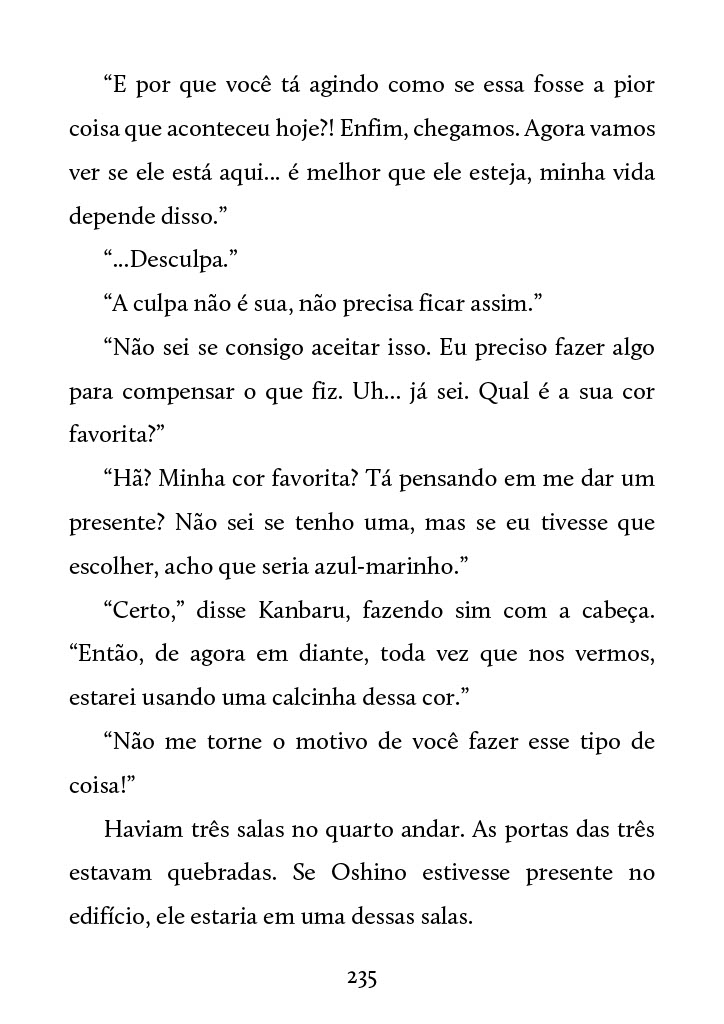 “E por que você tá agindo como se essa fosse a pior
coisa que aconteceu hoje?! Enfim, chegamos. Agora vamos
ver se ele está aqui... é melhor que ele esteja, minha vida
depende disso.”
“...Desculpa.”
“A culpa não é sua, não precisa ficar assim.”
“Não sei se consigo aceitar isso. Eu preciso fazer algo
para compensar o que fiz. Uh... já sei. Qual é a sua cor
favorita?”
“Hã? Minha cor favorita? Tá pensando em me dar um
presente? Não sei se tenho uma, mas se eu tivesse que
escolher, acho que seria azul-marinho.”
“Certo,” disse Kanbaru, fazendo sim com a cabeça.
“Então, de agora em diante, toda vez que nos vermos,
estarei usando uma calcinha dessa cor.”
“Não me torne o motivo de você fazer esse tipo de
coisa!”
Haviam três salas no quarto andar. As portas das três
estavam quebradas. Se Oshino estivesse presente no
edifício, ele estaria em uma dessas salas.
235